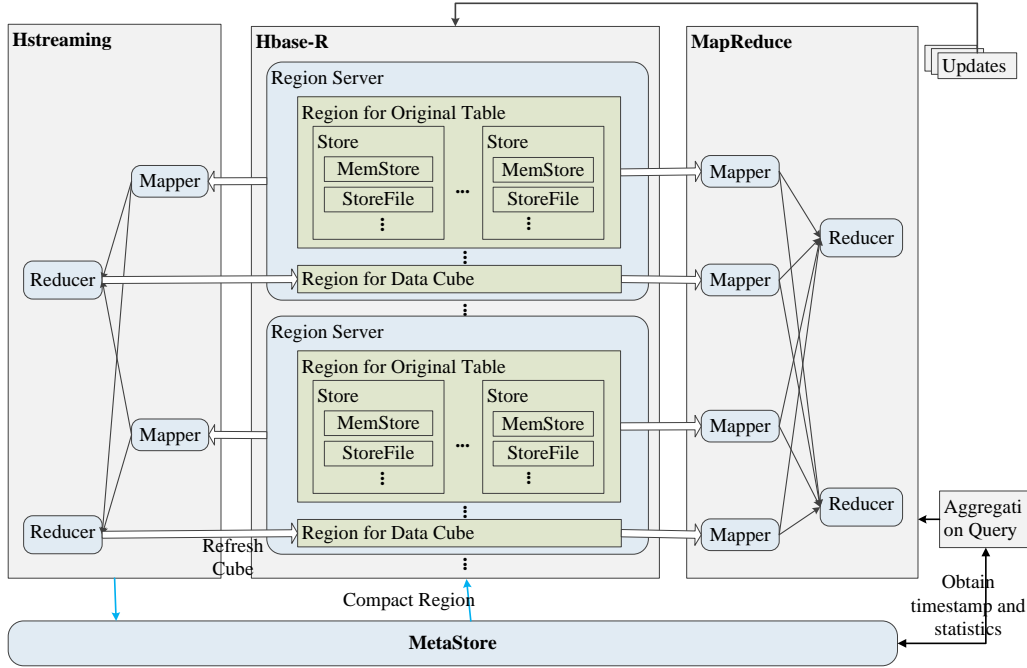 Hstreaming
Mapper
Reducer
Mapper
Reducer
Refresh
Cube
Hbase-R
Region Server
Region for Original Table
Store
MemStore
StoreFile
...
Store
MemStore
StoreFile
Region for Data Cube
Region Server
Region for Original Table
Store
MemStore
StoreFile
...
Store
MemStore
StoreFile
Region for Data Cube
MapReduce
Mapper
Mapper
Reducer
Mapper
Mapper
Reducer
Updates
Aggregati
on Query
Obtain
timestamp and
statistics
Compact Region
MetaStore